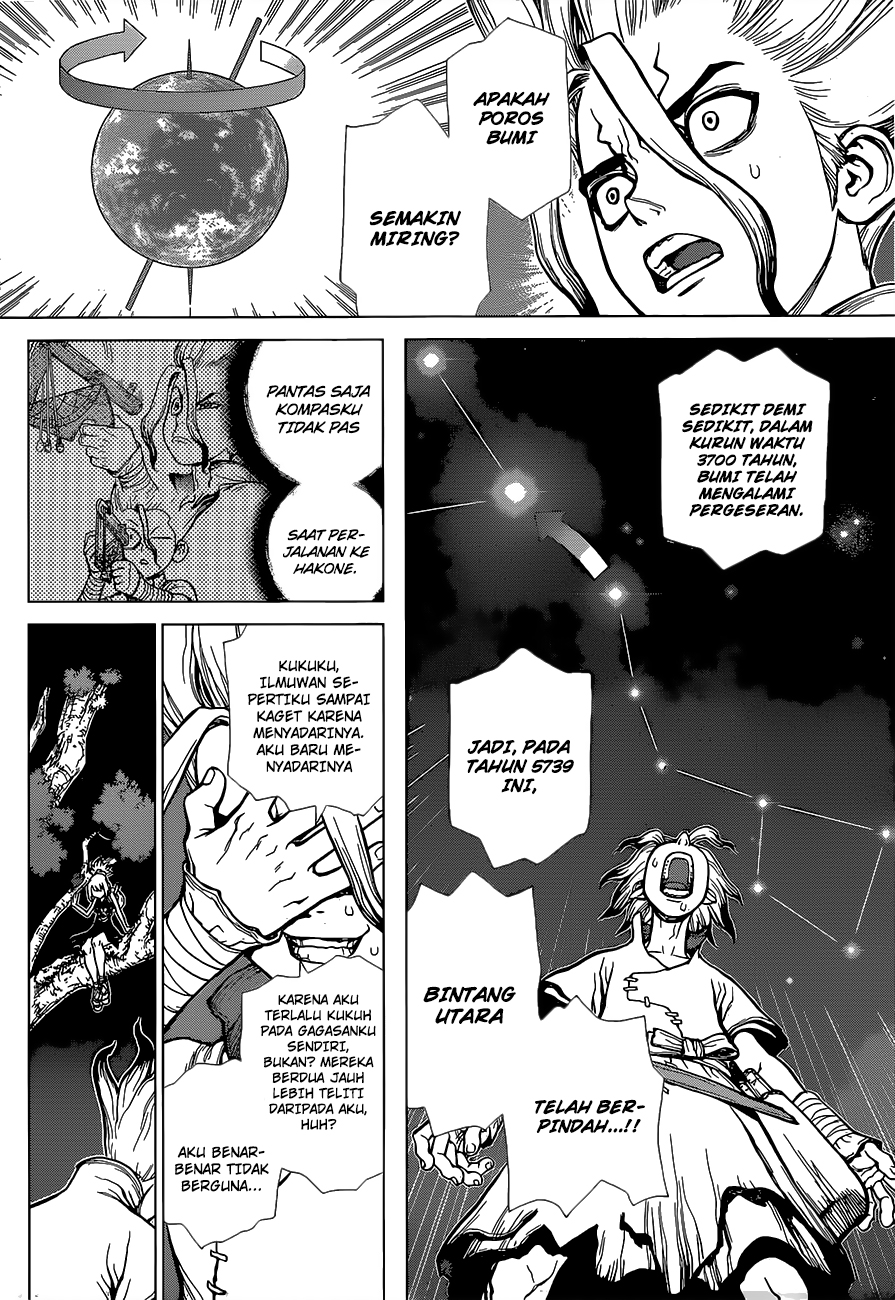 APAKAH
POROS
BUMI
SEMAKIN
MIRING?
SEDIKIT DEMI
SEDIKIT, DALAM
KURUN WAKTU
3700 TAHUN,
BUMI TELAH
MENGALAMI
PERGESERAN.
JADI, PADA
TAHUN 5739
INI,
BINTANG
UTARA
TELAH BER-
PINDAH...!!
PANTAS SAJA
KOMPASKU
TIDAK PAS
SAAT PER-
JALANAN KE
HAKONE.
KUKUKU,
ILMUWAN SE-
PERTIKU SAMPAI
KAGET KARENA
MENYADARINYA.
AKU BARU ME-
NYADARINYA
KARENA AKU
TERLALU KUKUH
PADA GAGASANKU
SENDIRI,
BUKAN? MEREKA
BERDUA JAUH
LEBIH TELITI
DARIPADA AKU,
HUH?
AKU BENAR-
BENAR TIDAK
BERGUNA...